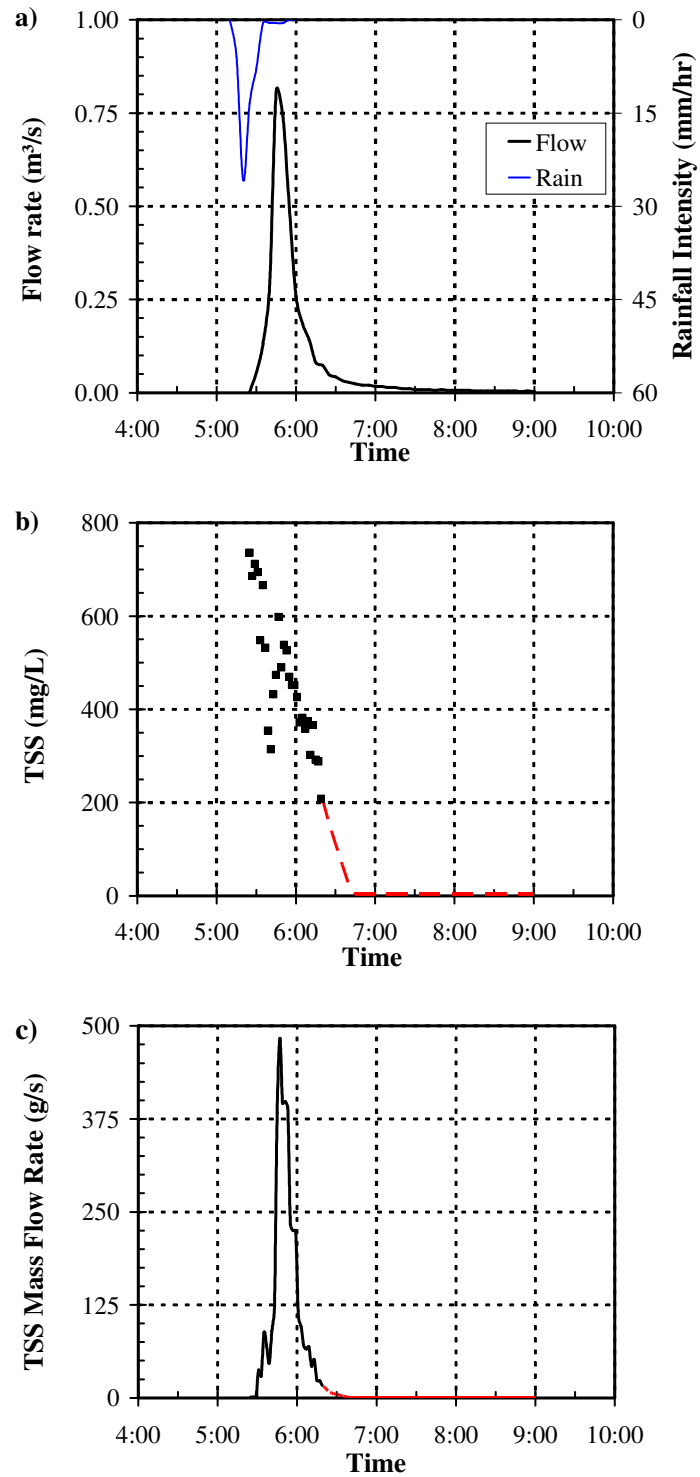 a)
1.00
0.75
0.50
0.25
0.00
Flow rate (m³/s)
0
15
30
45
60
Rainfall Intensity (mm/hr)
Flow
Rain
4:00 5:00 6:00 7:00 8:00 9:00 10:00
Time
b)
800
600
400
200
0
TSS (mg/L)
4:00 5:00 6:00 7:00 8:00 9:00 10:00
Time
c)
500
375
250
125
0
TSS Mass Flow Rate (g/s)
4:00 5:00 6:00 7:00 8:00 9:00 10:00
Time